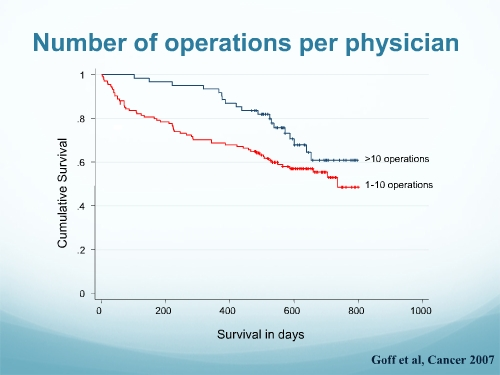 Number of operations per physician
1
.8
.6
.4
.2
0
Cumulative Survival
>10 operations
1-10 operations
0
200
400
600
800
1000
Survival in days
Goff et al, Cancer 2007